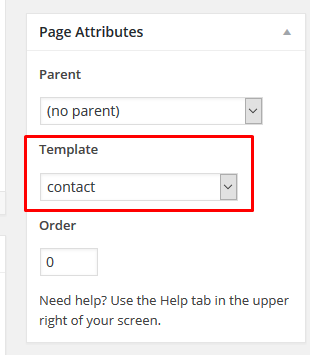 Page Attributes
Parent
(no parent)
Template
contact
Order
0
Need help? Use the Help tab in the upper
right of your screen.